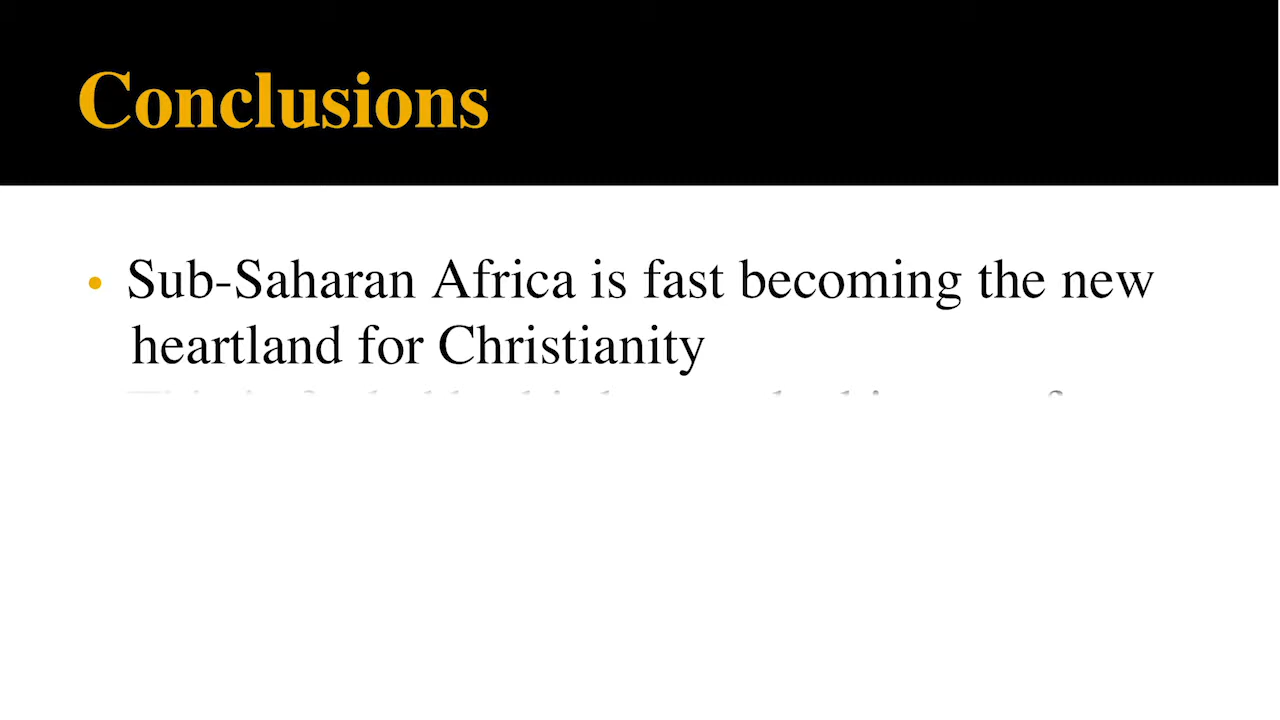 Conclusions
• Sub-Saharan Africa is fast becoming the new
heartland for Christianity